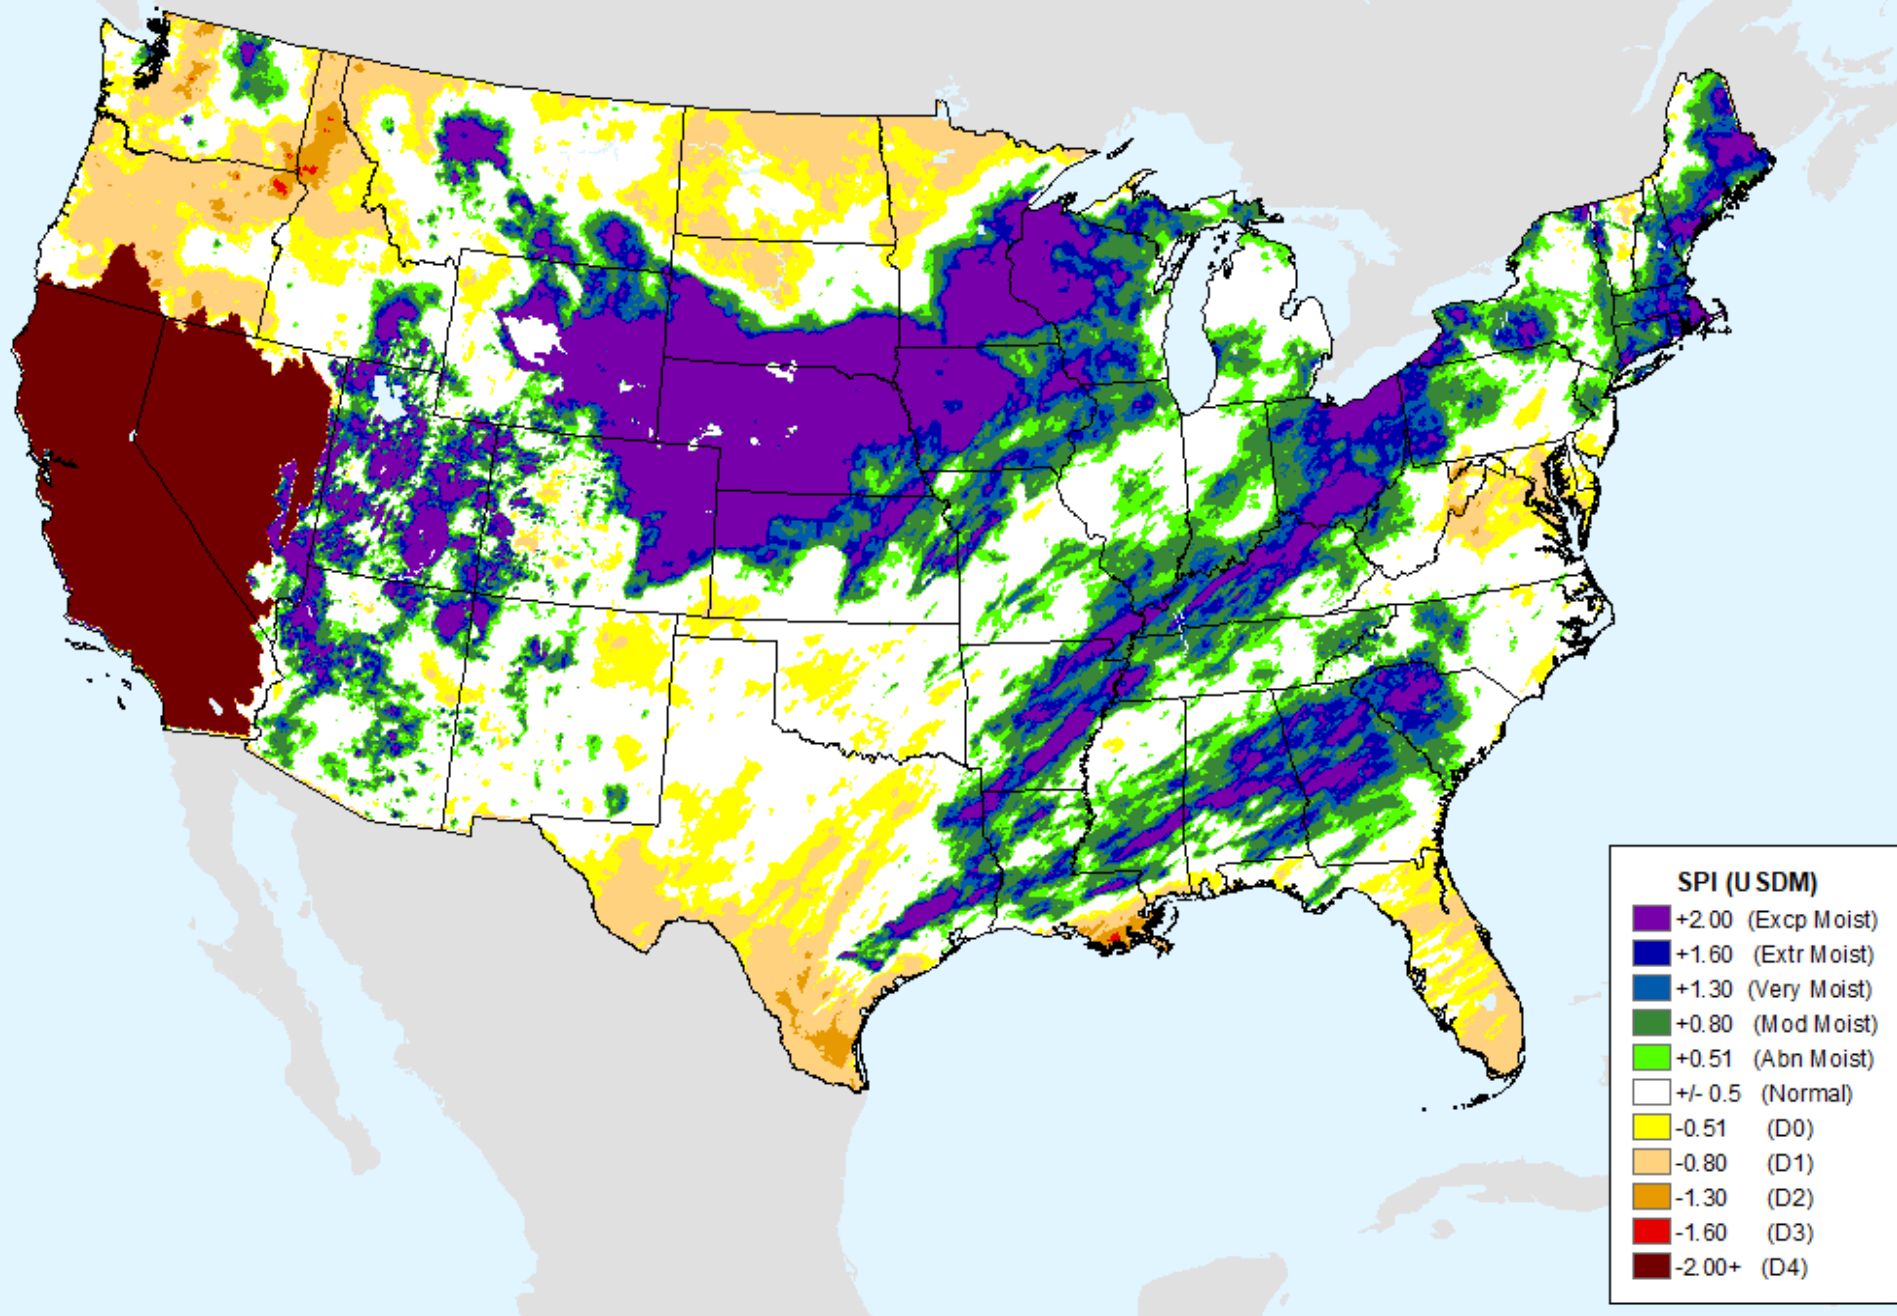 SPI (USDM)
+2.00 (Excp Moist)
+1.60 (Extr Moist)
+1.30 (Very Moist)
+0.80 (Mod Moist)
+0.51 (Abn Moist)
+/- 0.5 (Normal)
-0.51 (D0)
-0.80 (D1)
-1.30 (D2)
-1.60 (D3)
-2.00+ (D4)